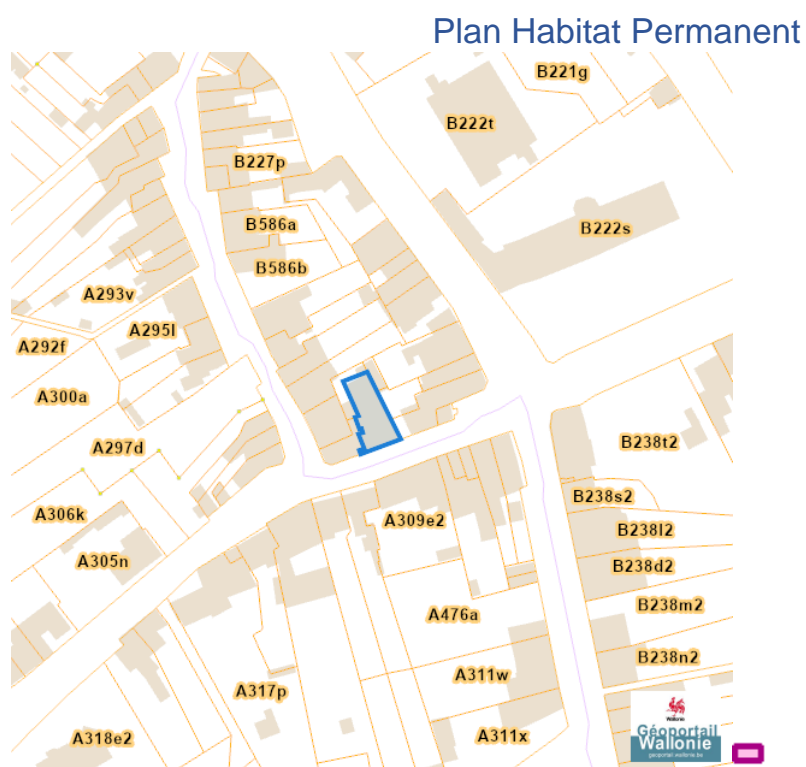 Plan Habitat Permanent
B221g
B222t
B227p
B586a
B222s
B586b
A293v
A295l
A292f
A300a
A297d
B238t2
B238s2
A306k
A309e2
B238l2
A305n
B238d2
B238m2
A476a
B238n2
A311w
A317p
A318e2
A311x
Wallonie
Géoportail
Wallonie
geoportail.wallonie.be